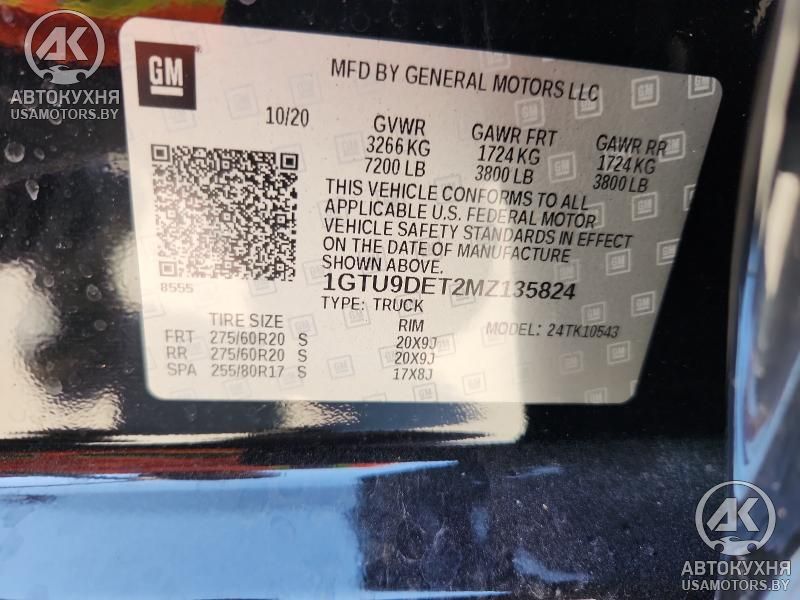 AK
АВТОКУХНЯ
USAMOTORS.BY
GM
MFD BY GENERAL MOTORS LLC
10/20
GVWR GAWR FRT GAWR RR
3266 KG 1724 KG 1724 KG
7200 LB 3800 LB 3800 LB
THIS VEHICLE CONFORMS TO ALL
APPLICABLE U.S. FEDERAL MOTOR
VEHICLE SAFETY STANDARDS IN EFFECT
ON THE DATE OF MANUFACTURE
SHOWN ABOVE.
8555
1GTU9DET2MZ135824
TYPE: TRUCK
TIRE SIZE RIM MODEL: 24TK10543
FRT 275/60R20 S 20X9J
RR 275/60R20 S 20X9J
SPA 255/80R17 S 17X8J
AK
АВТОКУХНЯ
USAMOTORS.BY